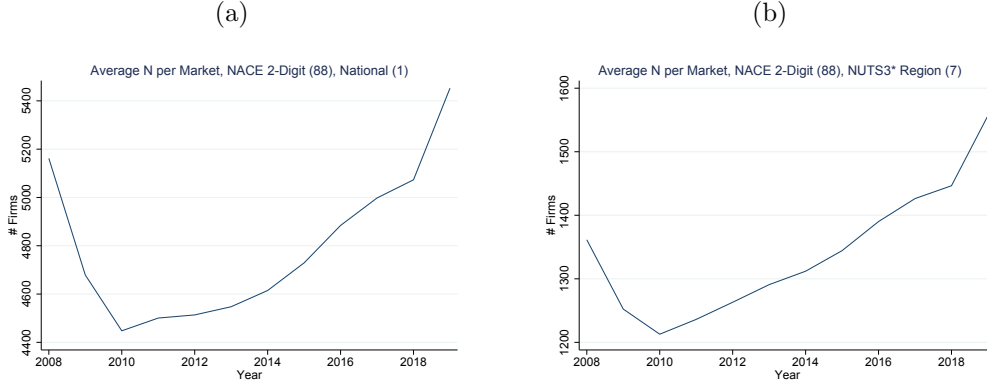 (a)
Average N per Market, NACE 2-Digit (88), National (1)
5400
5200
5000
4800
4600
4400
# Firms
2008 2010 2012 2014 2016 2018
Year
(b)
Average N per Market, NACE 2-Digit (88), NUTS3* Region (7)
1600
1500
1400
1300
1200
# Firms
2008 2010 2012 2014 2016 2018
Year